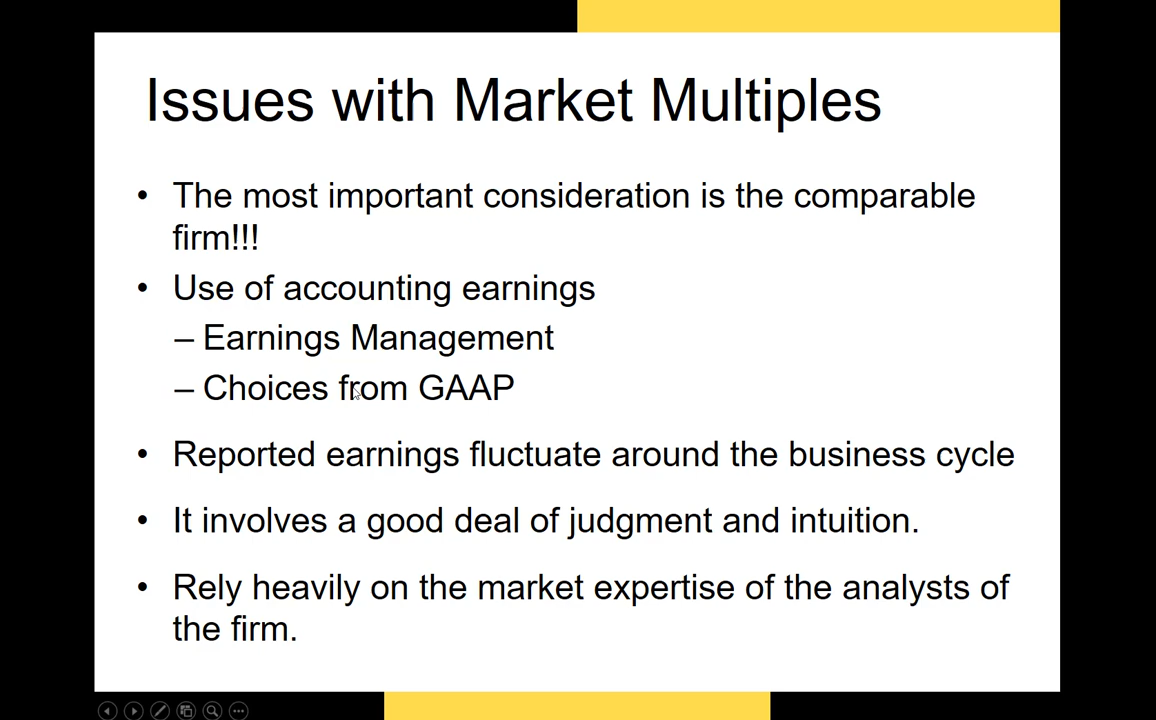 Issues with Market Multiples
• The most important consideration is the comparable
firm!!!
• Use of accounting earnings
– Earnings Management
– Choices from GAAP
• Reported earnings fluctuate around the business cycle
• It involves a good deal of judgment and intuition.
• Rely heavily on the market expertise of the analysts of
the firm.